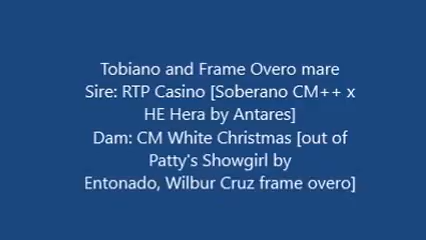 Tobiano and Frame Overo mare
Sire: RTP Casino [Soberano CM++ x
HE Hera by Antares]
Dam: CM White Christmas [out of
Patty's Showgirl by
Entonado, Wilbur Cruz frame overo]